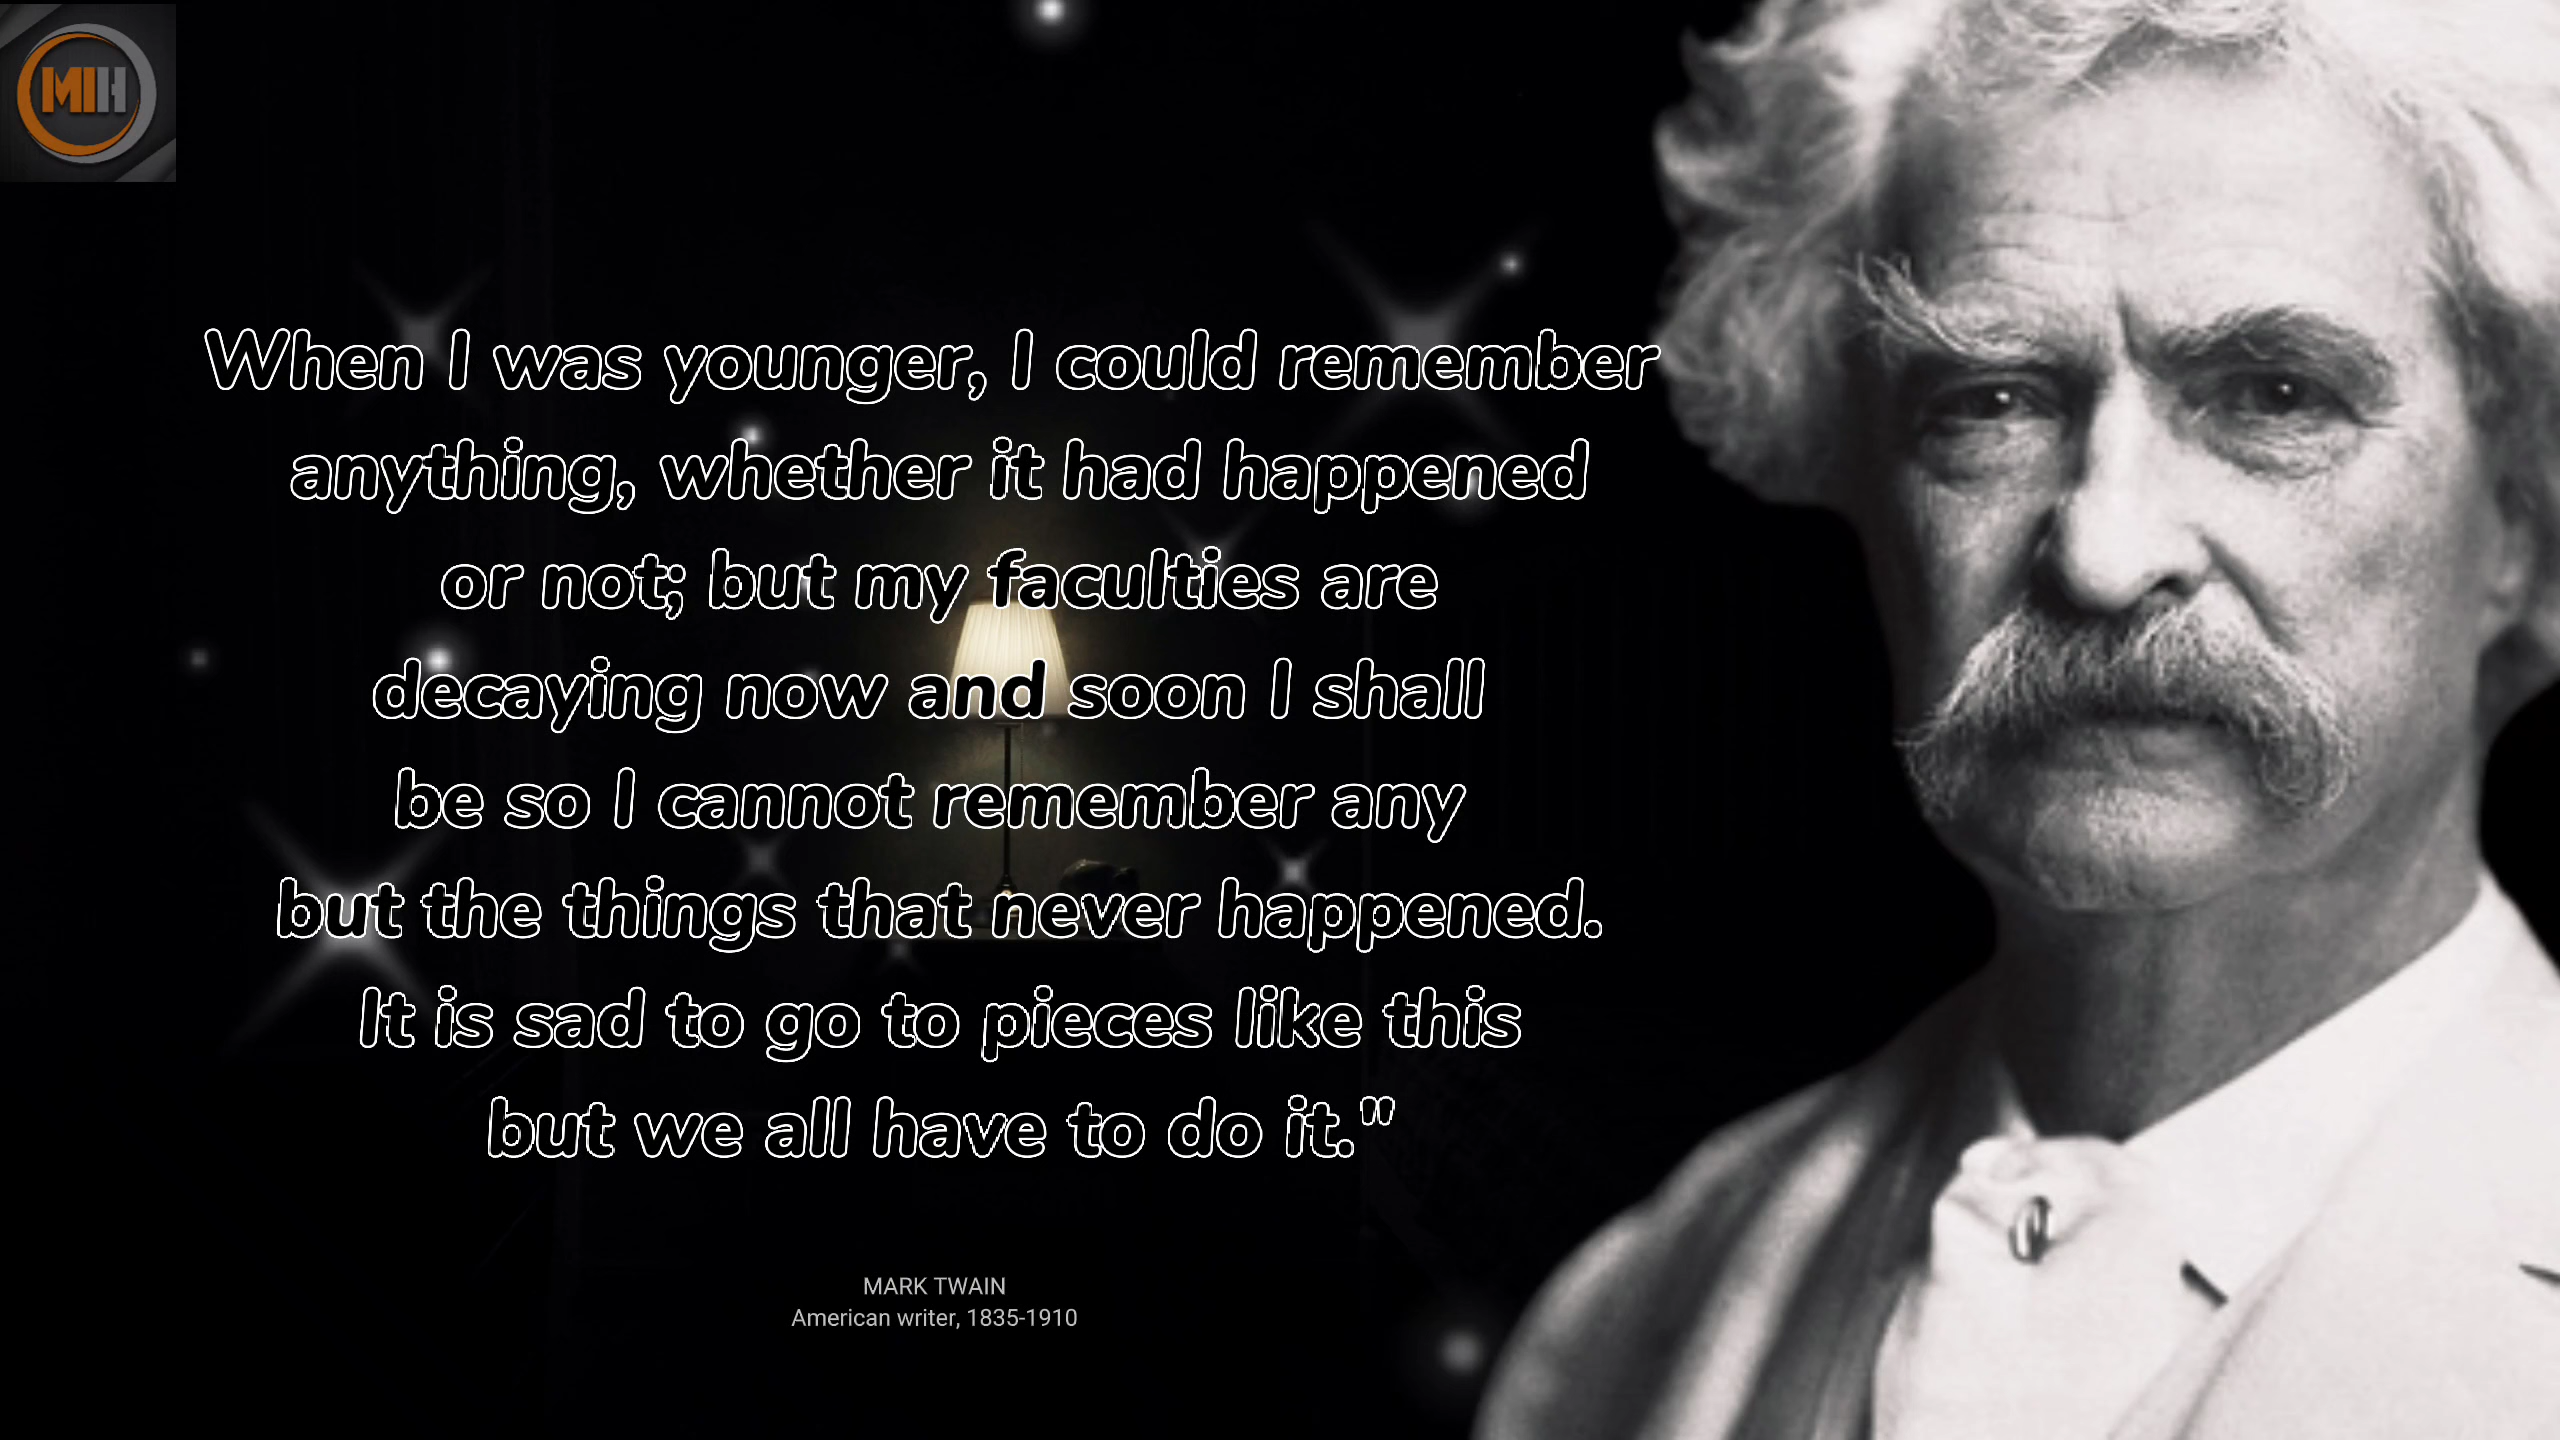 MIH
When I was younger, I could remember
anything, whether it had happened
or not; but my faculties are
decaying now and soon I shall
be so I cannot remember any
but the things that never happened.
It is sad to go to pieces like this
but we all have to do it."
MARK TWAIN
American writer, 1835-1910